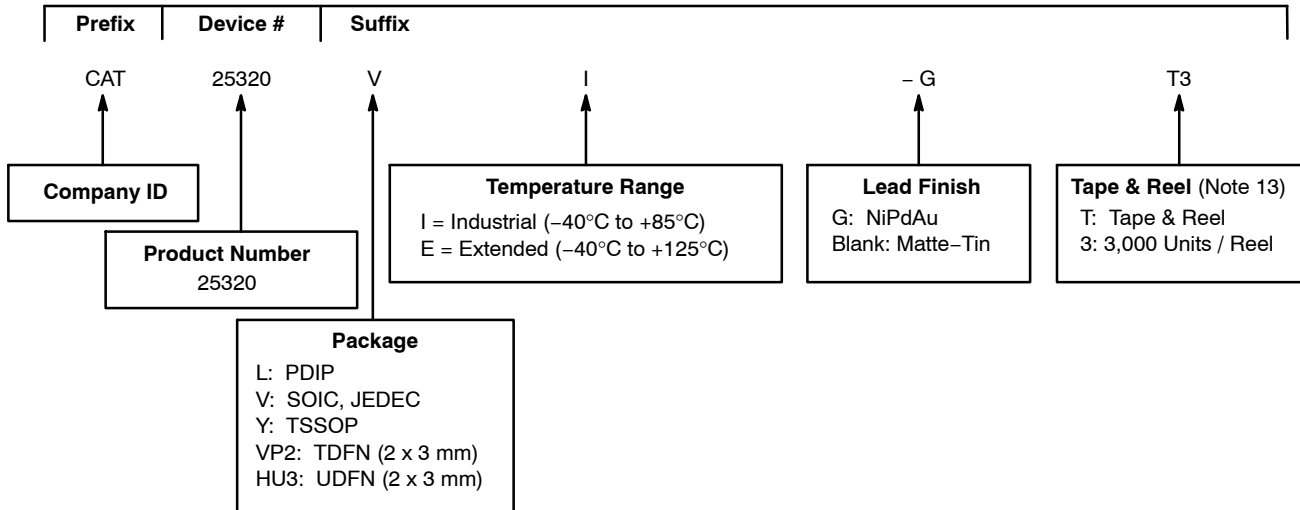 Prefix Device # Suffix
CAT 25320 V I – G T3
Company ID
Product Number
25320
Package
L: PDIP
V: SOIC, JEDEC
Y: TSSOP
VP2: TDFN (2 x 3 mm)
HU3: UDFN (2 x 3 mm)
Temperature Range
I = Industrial (−40°C to +85°C)
E = Extended (−40°C to +125°C)
Lead Finish
G: NiPdAu
Blank: Matte−Tin
Tape & Reel (Note 13)
T: Tape & Reel
3: 3,000 Units / Reel